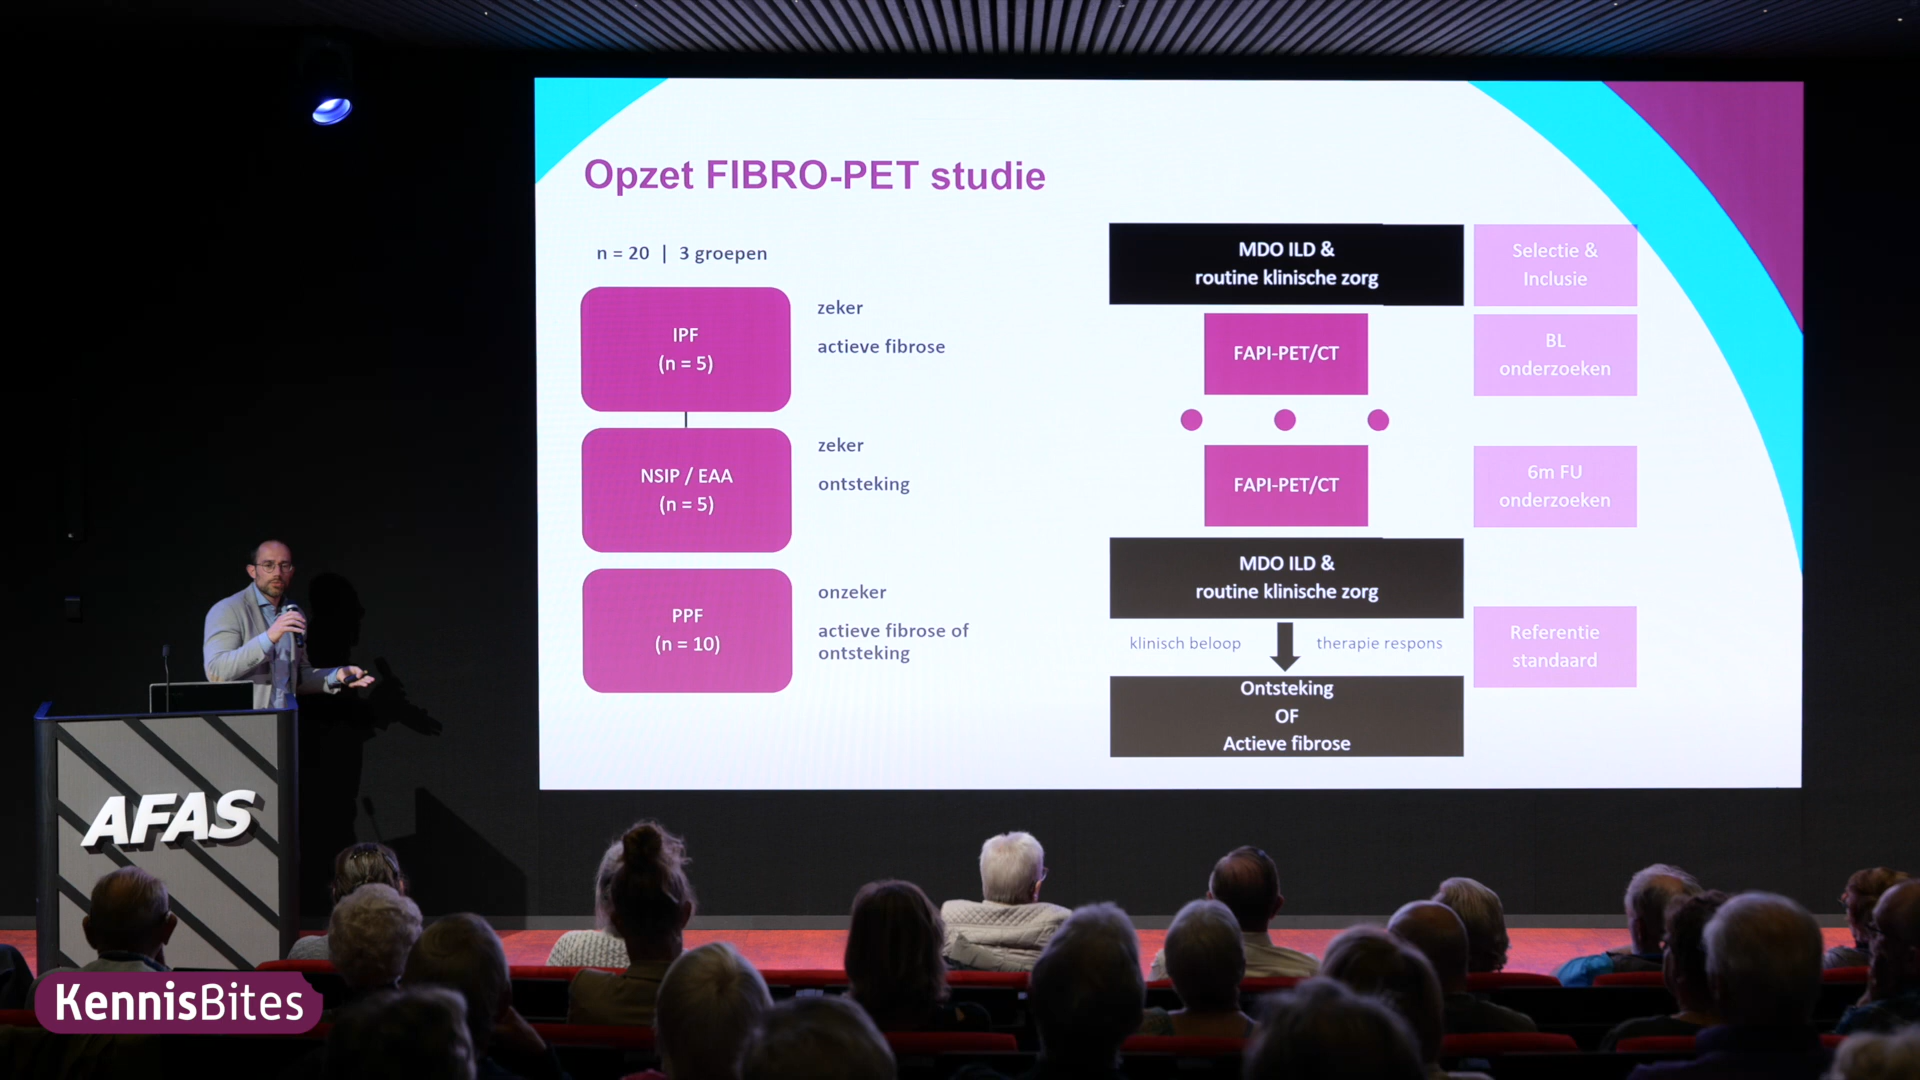 Opzet FIBRO-PET studie
n = 20 | 3 groepen
IPF
(n = 5)
zeker
actieve fibrose
NSIP / EAA
(n = 5)
zeker
ontsteking
PPF
(n = 10)
onzeker
actieve fibrose of
ontsteking
MDO ILD &
routine klinische zorg
Selectie &
Inclusie
FAPI-PET/CT
BL
onderzoeken
FAPI-PET/CT
6m FU
onderzoeken
MDO ILD &
routine klinische zorg
klinisch beloop
therapie respons
Referentie
standaard
Ontsteking
OF
Actieve fibrose
AFAS
KennisBites